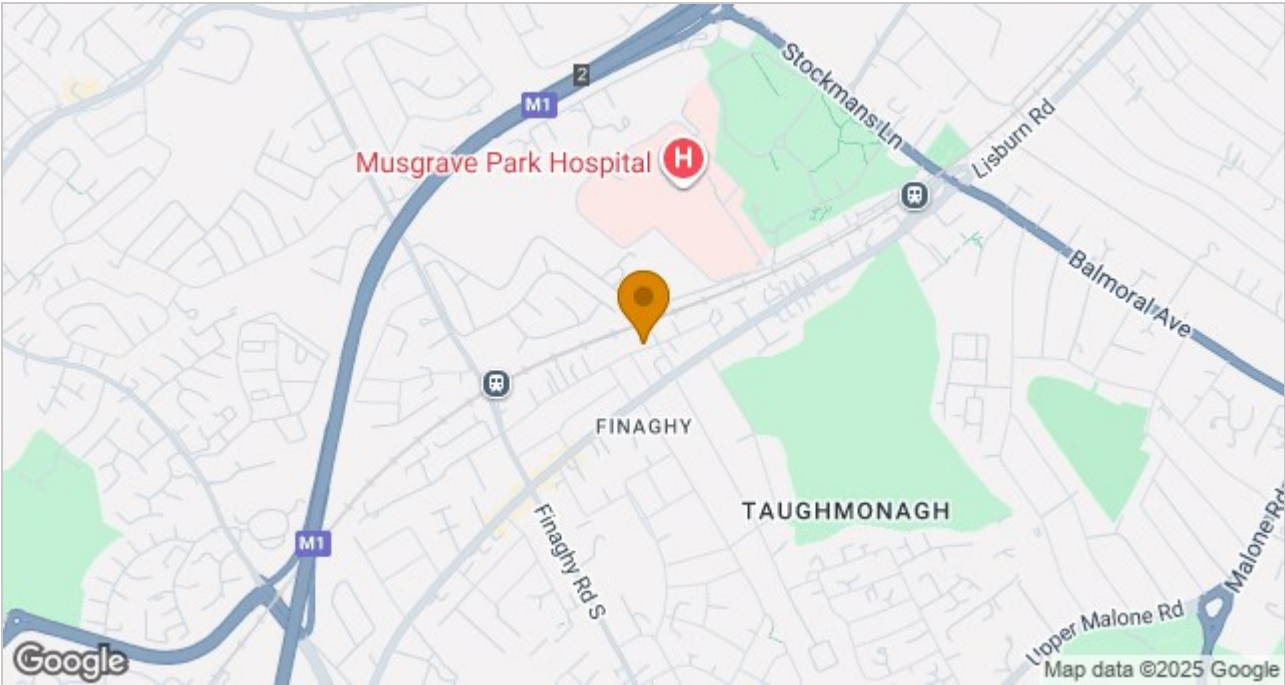 Stockmans Ln
2
M1
Lisburn Rd
Musgrave Park Hospital
H
Balmoral Ave
FINAGHY
TAUGHMONAGH
Finaghy Rd S
M1
Malone Rd
Upper Malone Rd
Google
Map data ©2025 Google